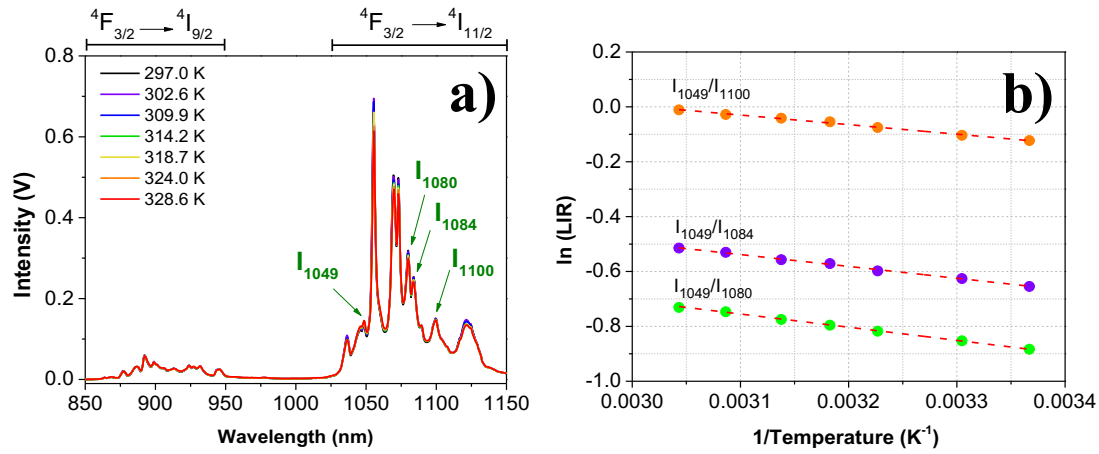 ⁴F₃/₂ → ⁴I₉/₂
⁴F₃/₂ → ⁴I₁₁/₂
a)
0.8
0.6
0.4
0.2
0.0
Intensity (V)
297.0 K
302.6 K
309.9 K
314.2 K
318.7 K
324.0 K
328.6 K
I₁₀₄₉
I₁₀₈₀
I₁₀₈₄
I₁₁₀₀
850 900 950 1000 1050 1100 1150
Wavelength (nm)
b)
0.2
0.0
-0.2
-0.4
-0.6
-0.8
-1.0
ln (LIR)
I₁₀₄₉/I₁₁₀₀
I₁₀₄₉/I₁₀₈₄
I₁₀₄₉/I₁₀₈₀
0.0030 0.0031 0.0032 0.0033 0.0034
1/Temperature (K⁻¹)